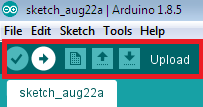 sketch_aug22a | Arduino 1.8.5
File Edit Sketch Tools Help
Upload
sketch_aug22a